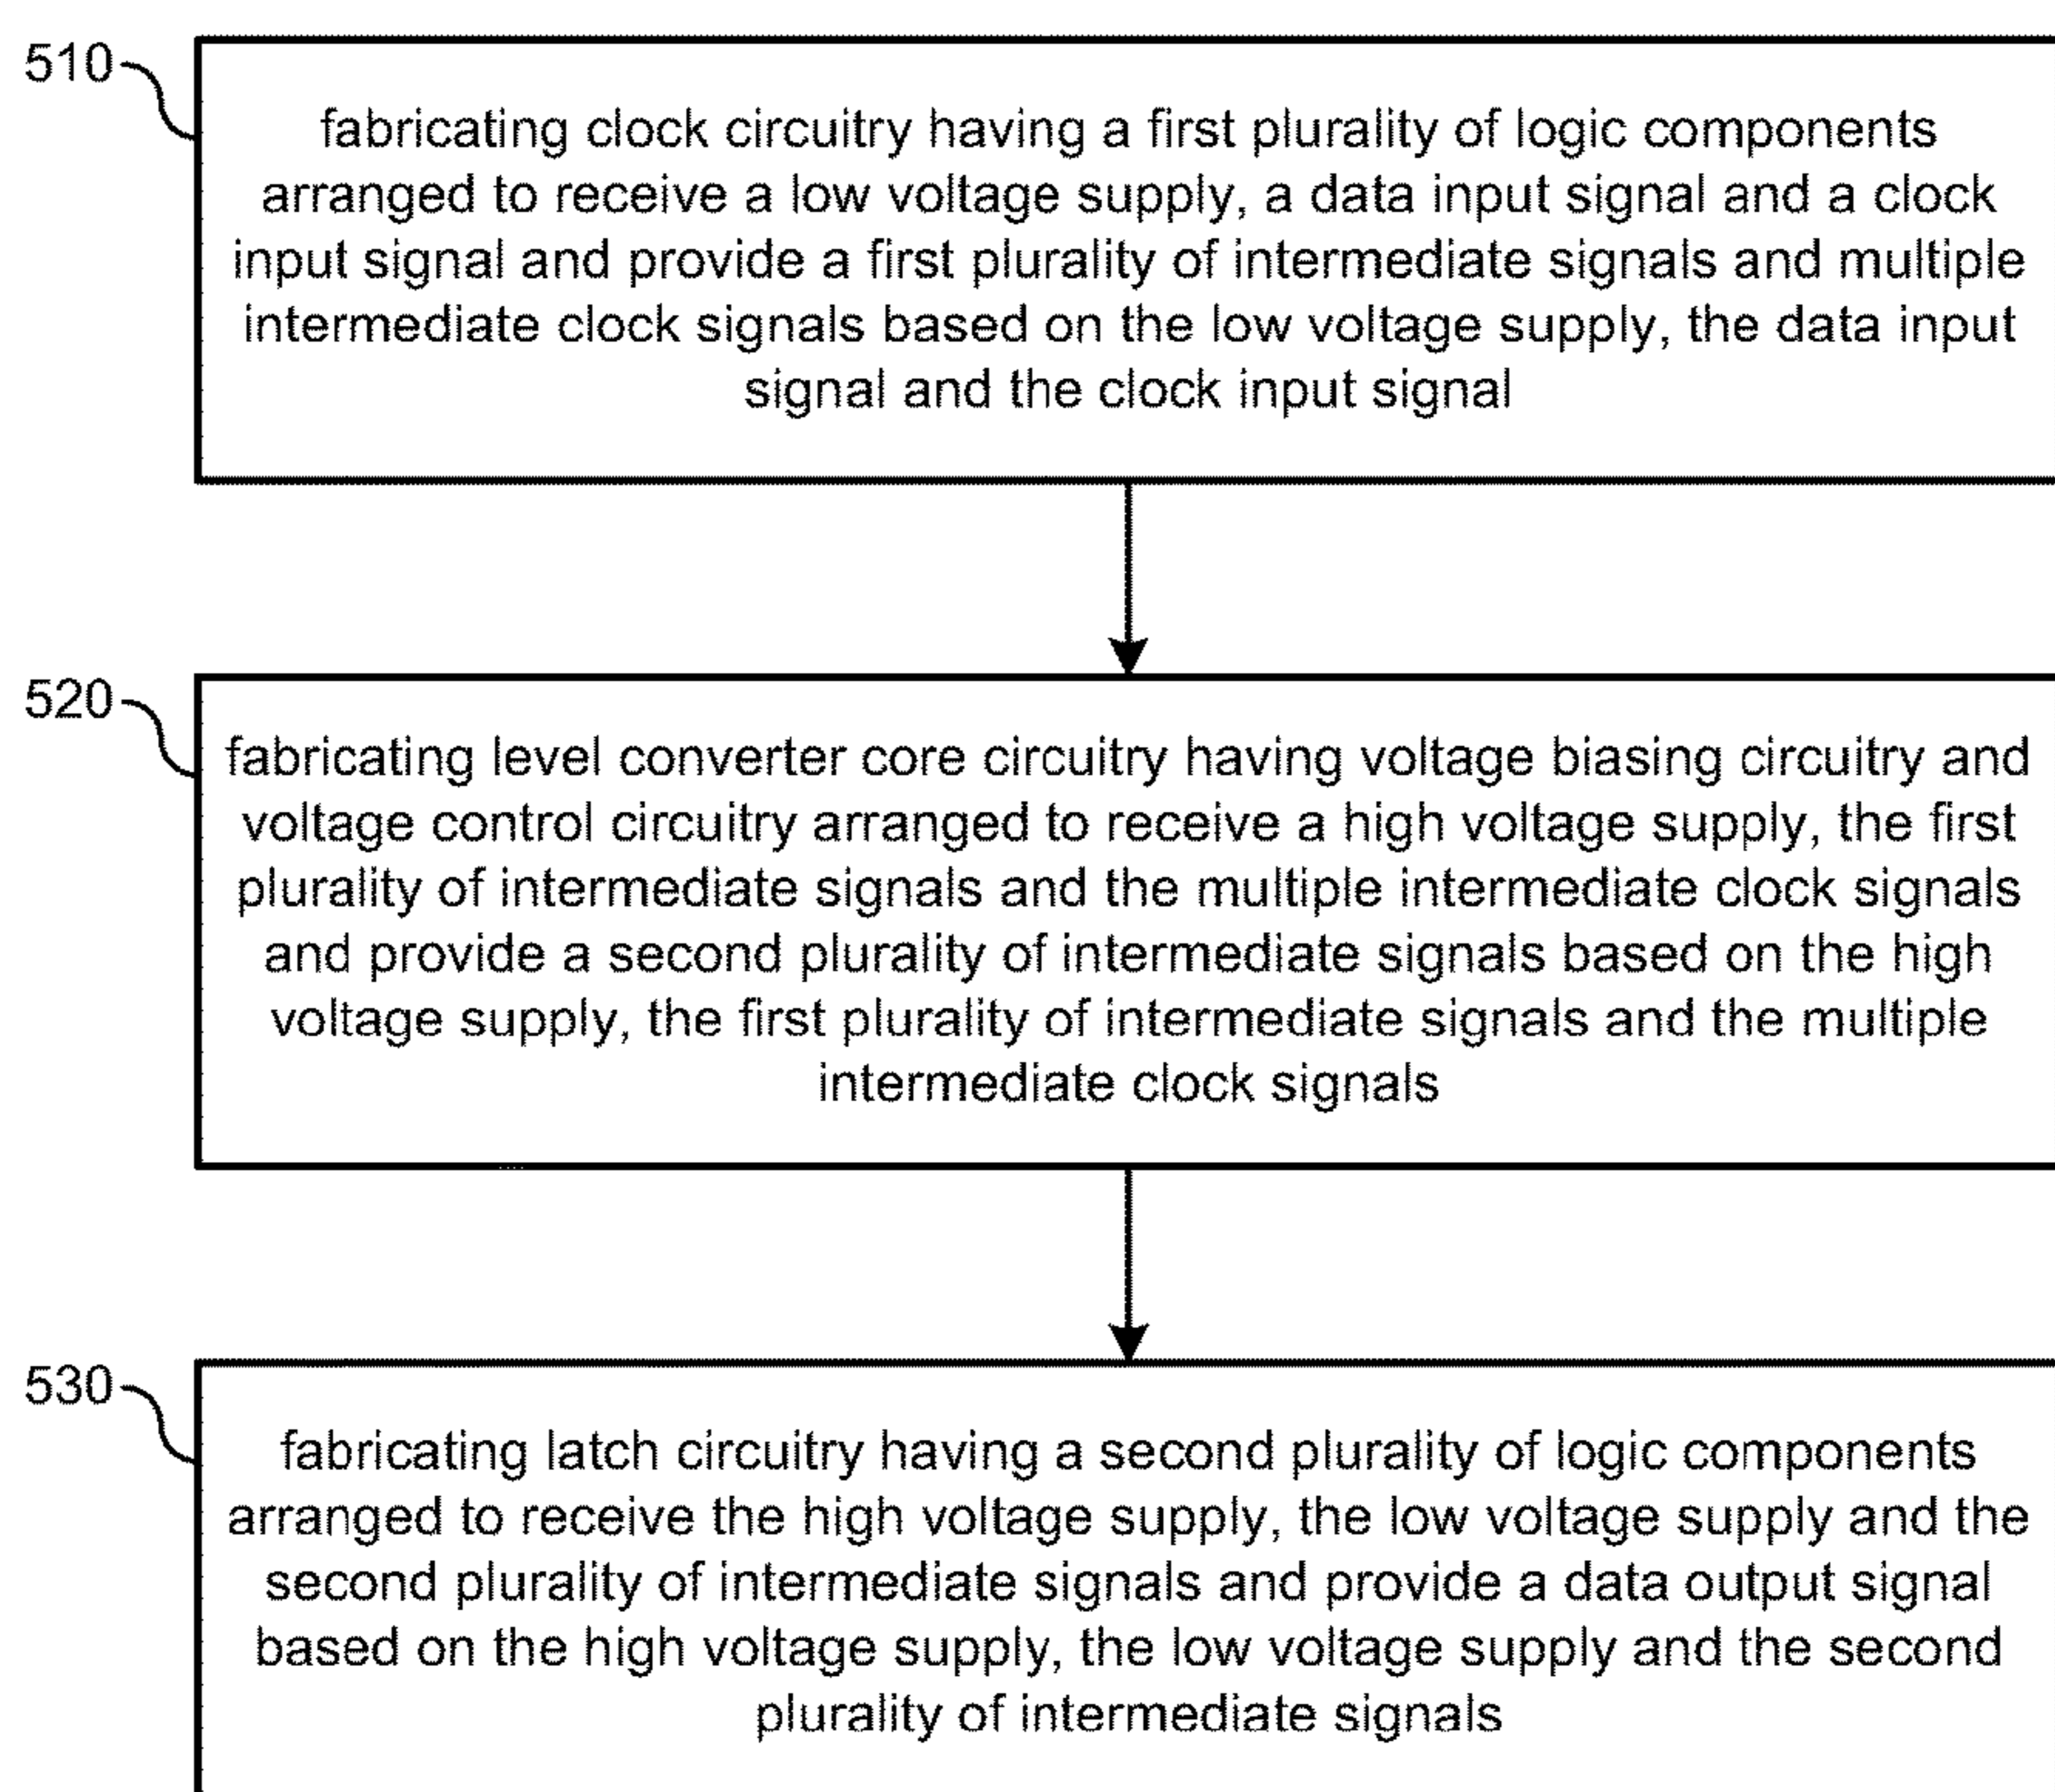 510
fabricating clock circuitry having a first plurality of logic components
arranged to receive a low voltage supply, a data input signal and a clock
input signal and provide a first plurality of intermediate signals and multiple
intermediate clock signals based on the low voltage supply, the data input
signal and the clock input signal
520
fabricating level converter core circuitry having voltage biasing circuitry and
voltage control circuitry arranged to receive a high voltage supply, the first
plurality of intermediate signals and the multiple intermediate clock signals
and provide a second plurality of intermediate signals based on the high
voltage supply, the first plurality of intermediate signals and the multiple
intermediate clock signals
530
fabricating latch circuitry having a second plurality of logic components
arranged to receive the high voltage supply, the low voltage supply and the
second plurality of intermediate signals and provide a data output signal
based on the high voltage supply, the low voltage supply and the second
plurality of intermediate signals